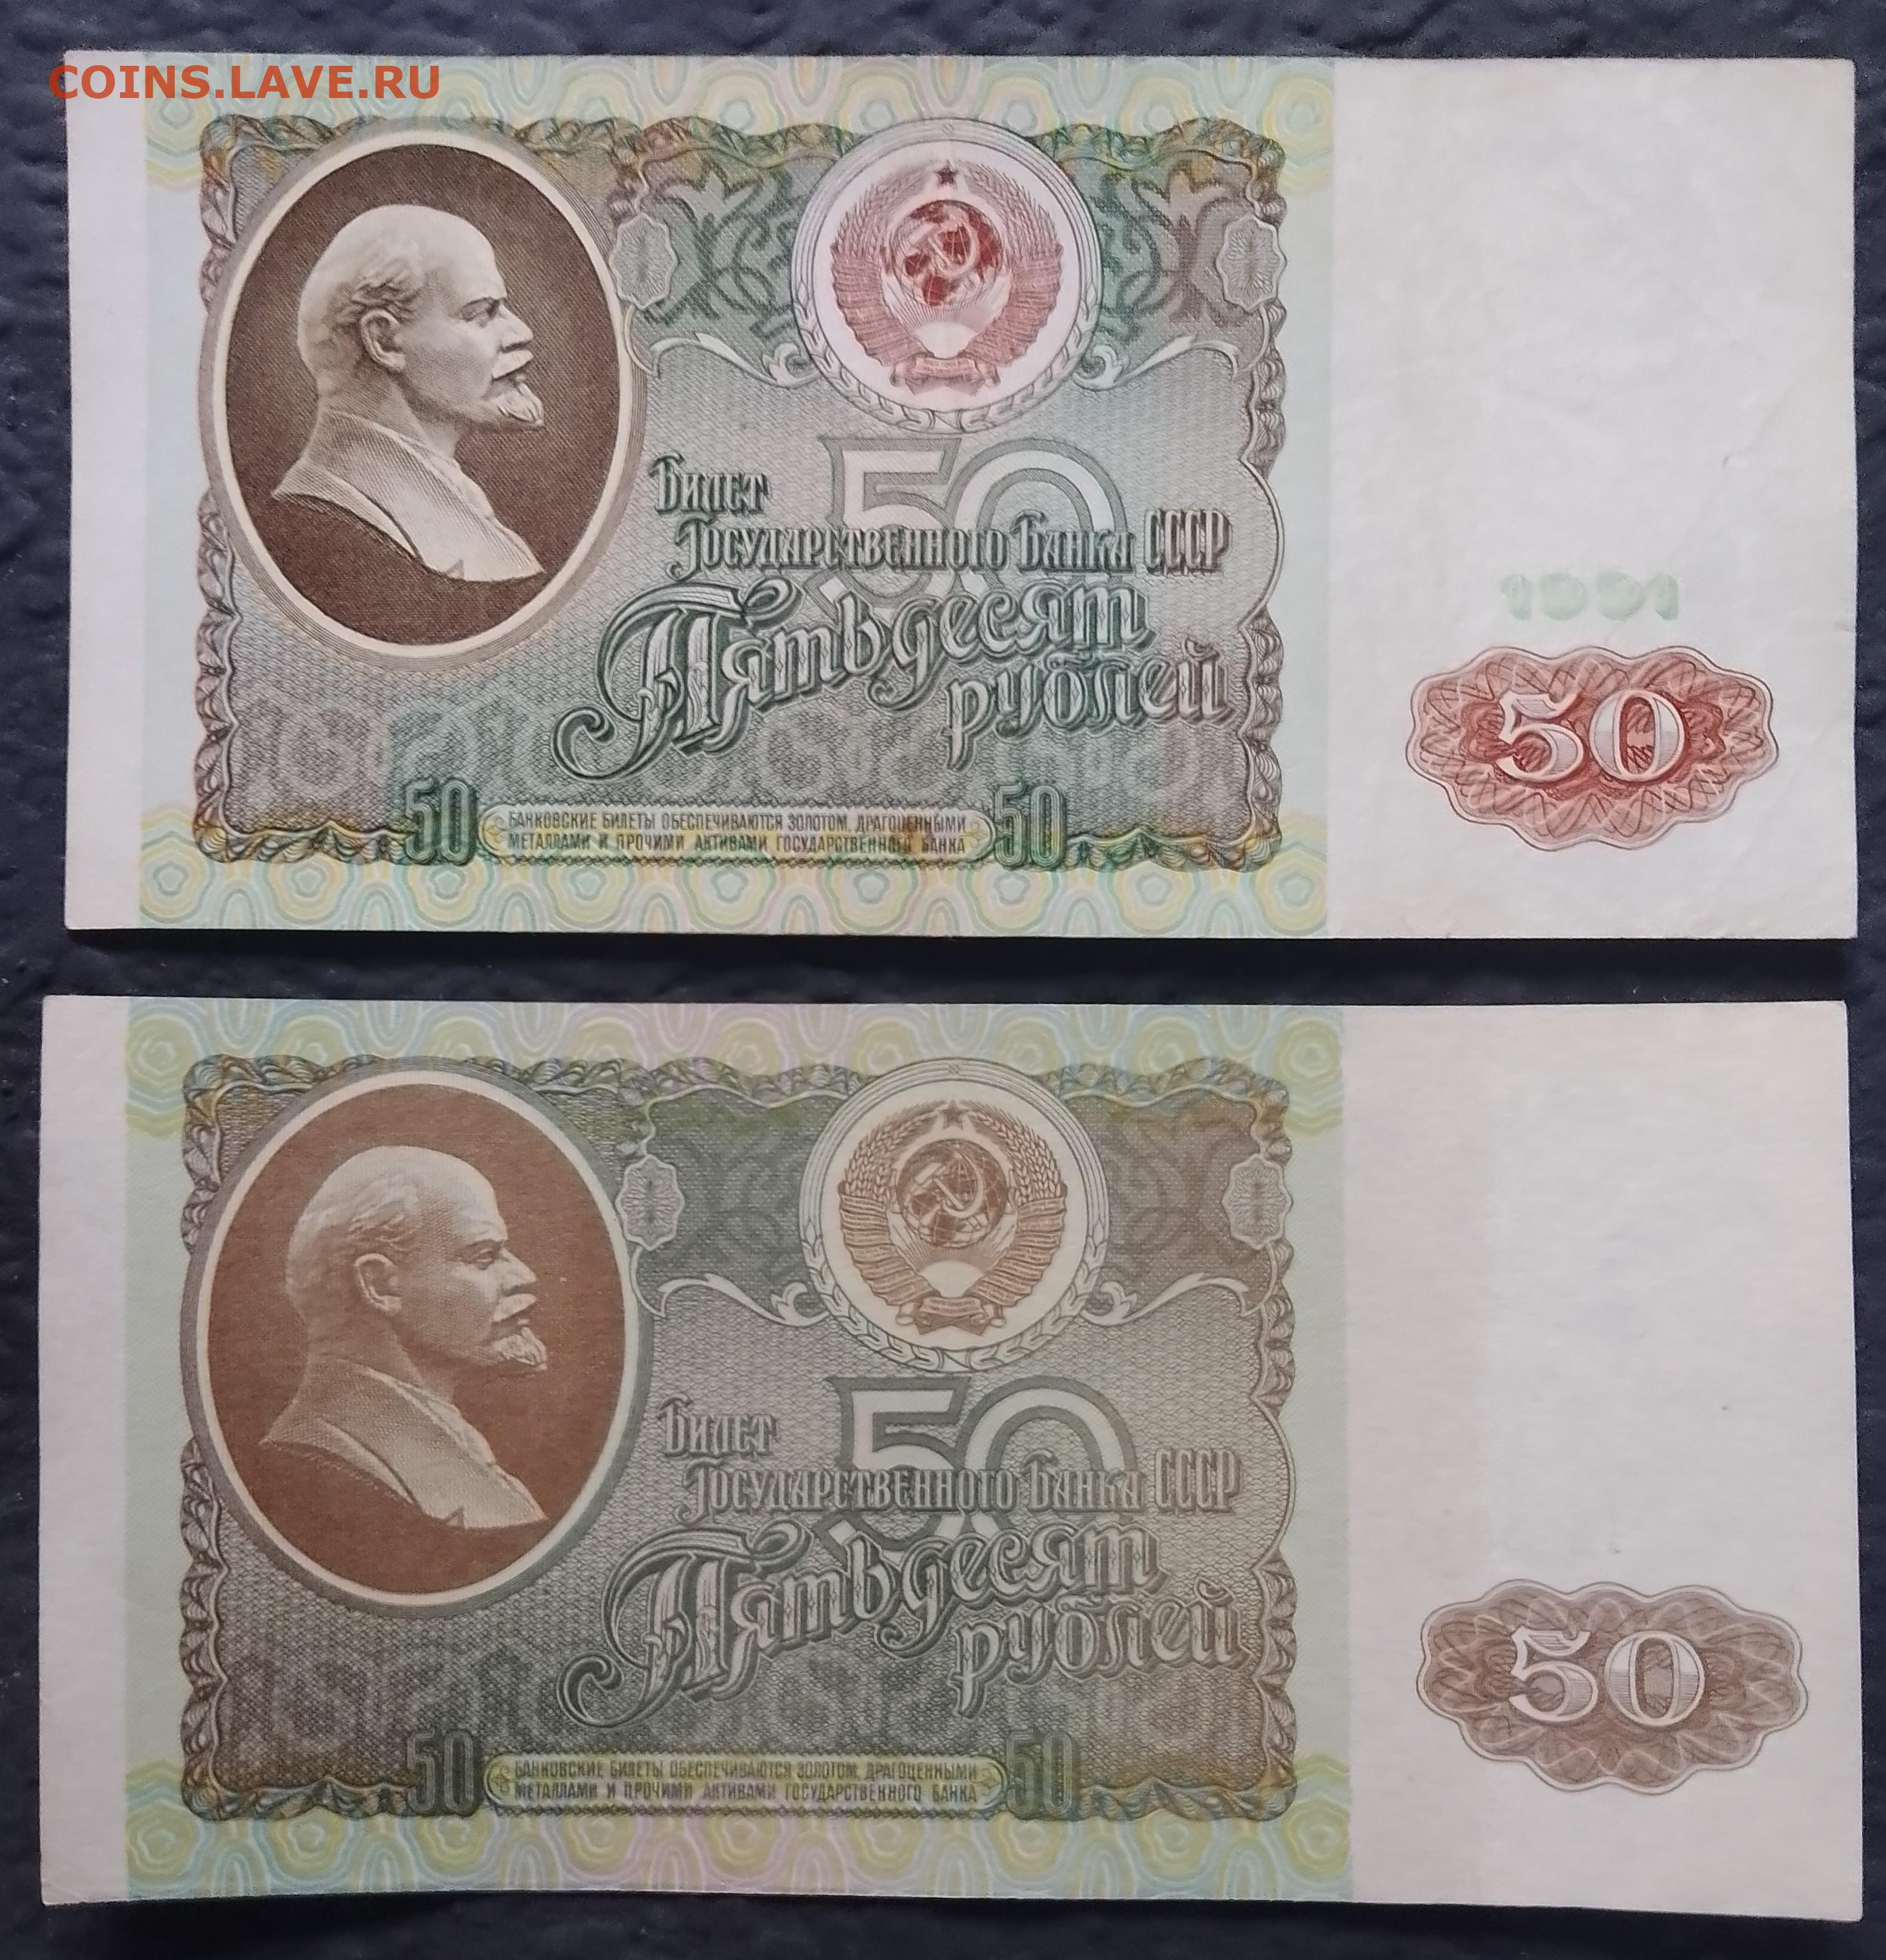 COINS.LAVE.RU
50
Билет
Государственного Банка СССР
Пятьдесят
рублей
1991
50
50
БАНКОВСКИЕ БИЛЕТЫ ОБЕСПЕЧИВАЮТСЯ ЗОЛОТОМ, ДРАГОЦЕННЫМИ
МЕТАЛЛАМИ И ПРОЧИМИ АКТИВАМИ ГОСУДАРСТВЕННОГО БАНКА
50
50
Билет
Государственного Банка СССР
Пятьдесят
рублей
50
50
БАНКОВСКИЕ БИЛЕТЫ ОБЕСПЕЧИВАЮТСЯ ЗОЛОТОМ, ДРАГОЦЕННЫМИ
МЕТАЛЛАМИ И ПРОЧИМИ АКТИВАМИ ГОСУДАРСТВЕННОГО БАНКА
50